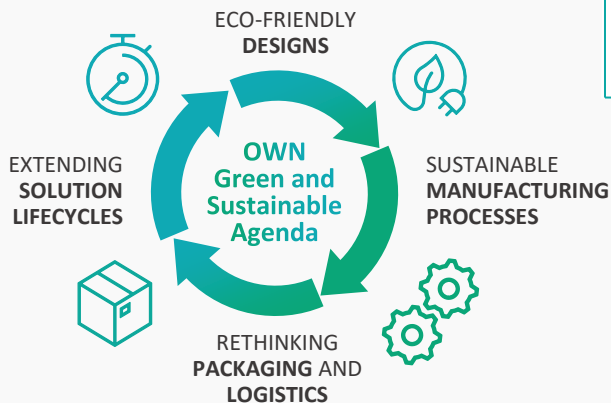 ECO-FRIENDLY
DESIGNS
OWN
Green and
Sustainable
Agenda
EXTENDING
SOLUTION
LIFECYCLES
SUSTAINABLE
MANUFACTURING
PROCESSES
RETHINKING
PACKAGING AND
LOGISTICS